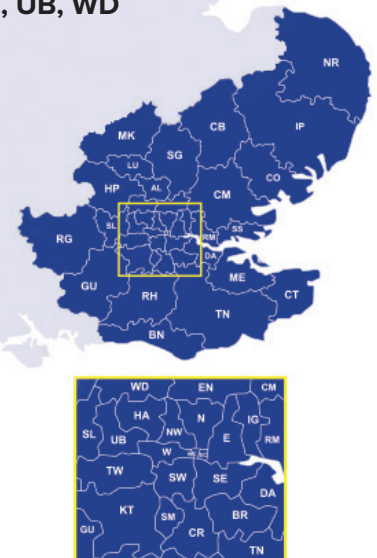 , UB, WD
NR
MK
CB
IP
SG
LU
CO
HP
AL
CM
SL
SS
RG
RM
DA
ME
GU
RH
CT
TN
BN
WD
EN
CM
HA
N
IG
SL
UB
NW
E
RM
W
TW
SW
SE
DA
KT
SM
BR
GU
CR
TN